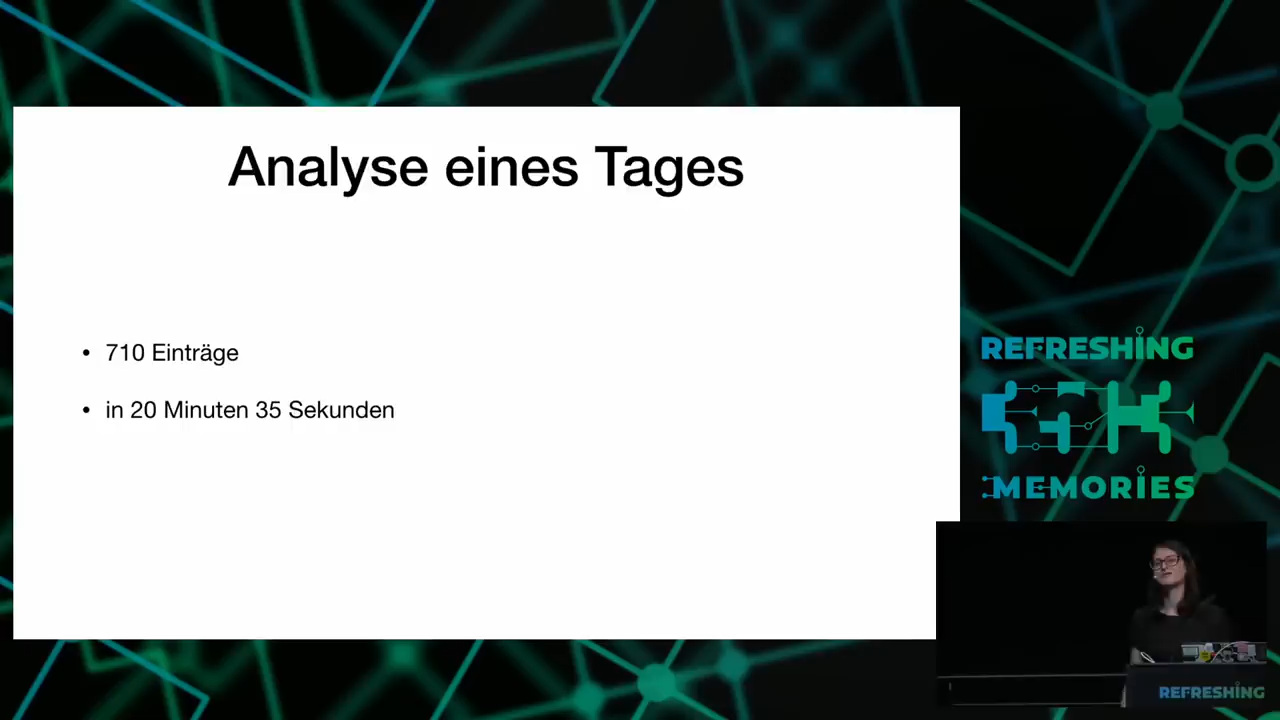 Analyse eines Tages
• 710 Einträge
• in 20 Minuten 35 Sekunden
REFRESHING
MEMORIES
REFRESHING